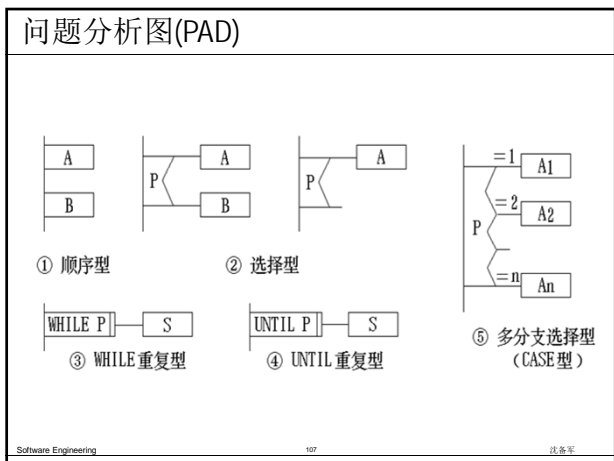 问题分析图(PAD)
A
B
① 顺序型
P
A
B
P
A
② 选择型
WHILE P
S
③ WHILE重复型
UNTIL P
S
④ UNTIL重复型
P
=1
A1
=2
A2
=n
An
⑤ 多分支选择型
(CASE型)
Software Engineering
107
沈备军